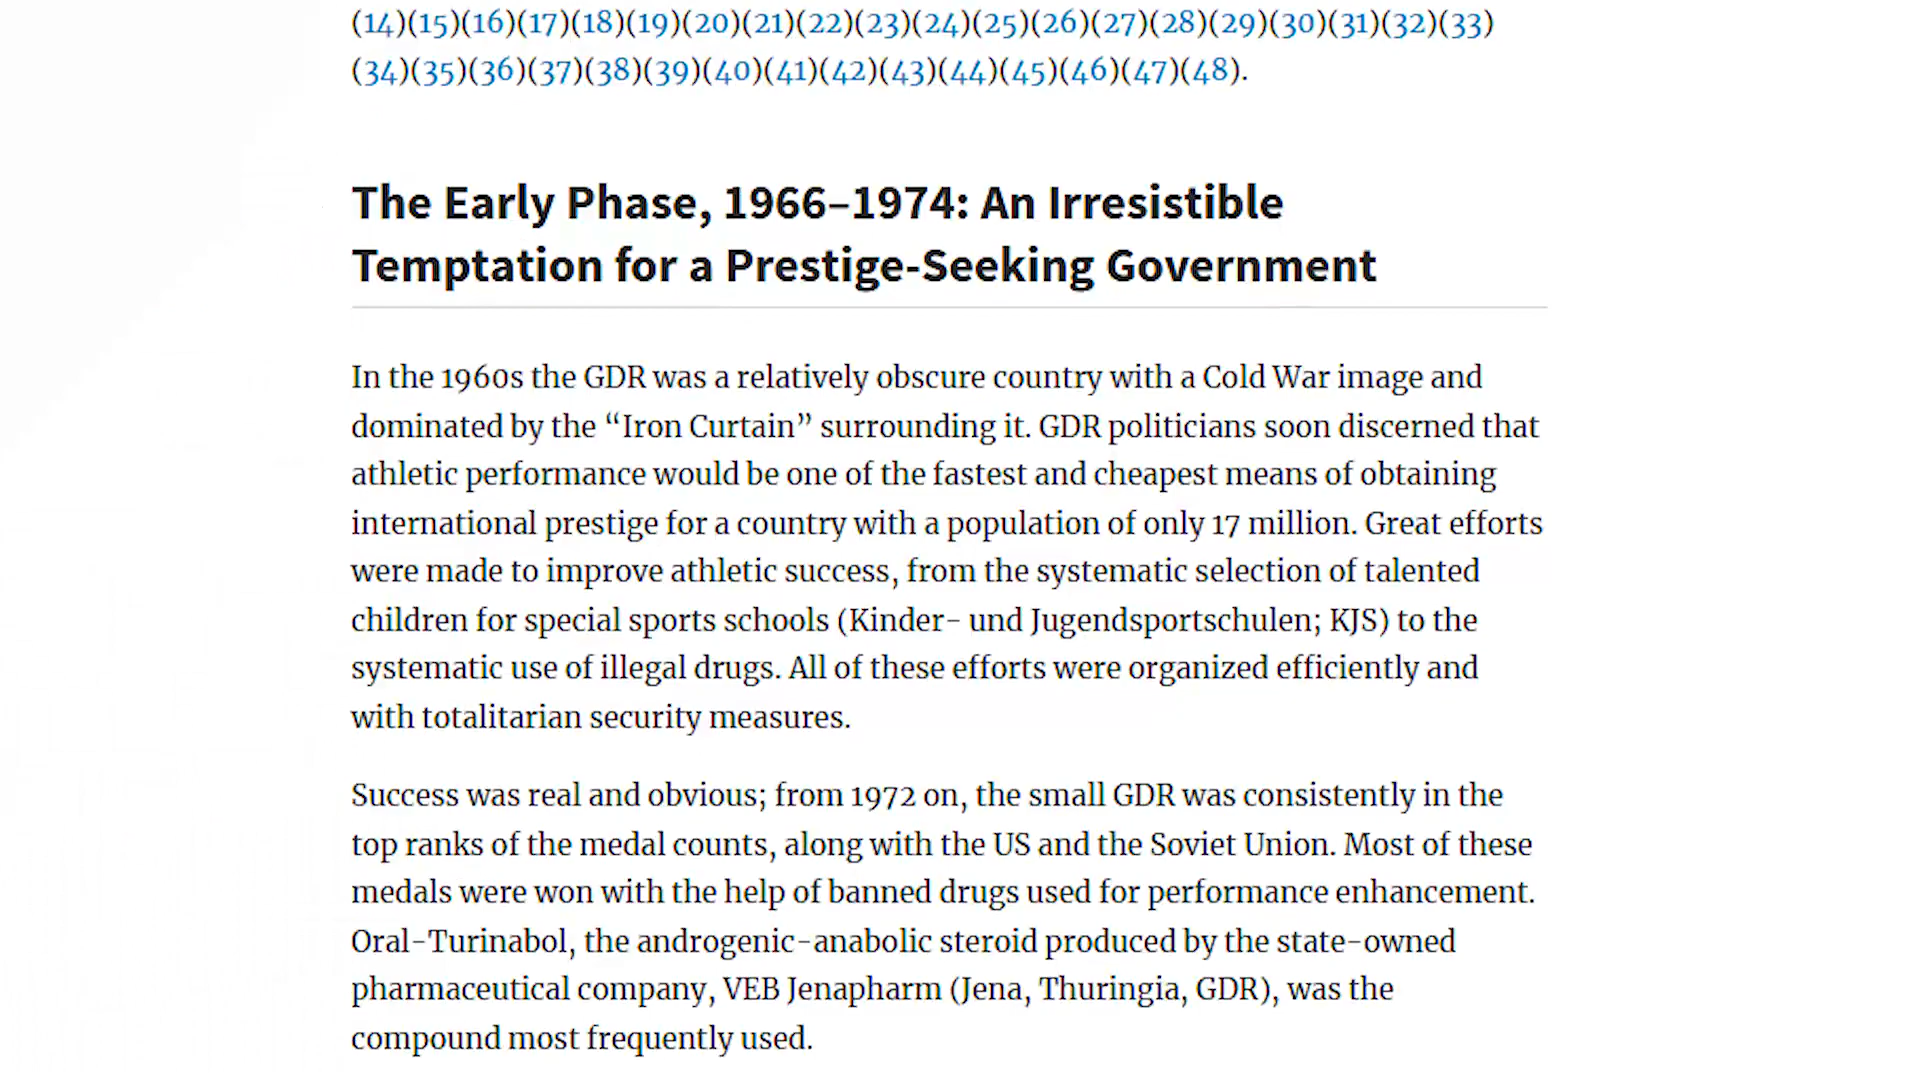 (14)(15)(16)(17)(18)(19)(20)(21)(22)(23)(24)(25)(26)(27)(28)(29)(30)(31)(32)(33)
(34)(35)(36)(37)(38)(39)(40)(41)(42)(43)(44)(45)(46)(47)(48).
The Early Phase, 1966–1974: An Irresistible
Temptation for a Prestige-Seeking Government
In the 1960s the GDR was a relatively obscure country with a Cold War image and
dominated by the “Iron Curtain” surrounding it. GDR politicians soon discerned that
athletic performance would be one of the fastest and cheapest means of obtaining
international prestige for a country with a population of only 17 million. Great efforts
were made to improve athletic success, from the systematic selection of talented
children for special sports schools (Kinder- und Jugendsportschulen; KJS) to the
systematic use of illegal drugs. All of these efforts were organized efficiently and
with totalitarian security measures.
Success was real and obvious; from 1972 on, the small GDR was consistently in the
top ranks of the medal counts, along with the US and the Soviet Union. Most of these
medals were won with the help of banned drugs used for performance enhancement.
Oral-Turinabol, the androgenic-anabolic steroid produced by the state-owned
pharmaceutical company, VEB Jenapharm (Jena, Thuringia, GDR), was the
compound most frequently used.